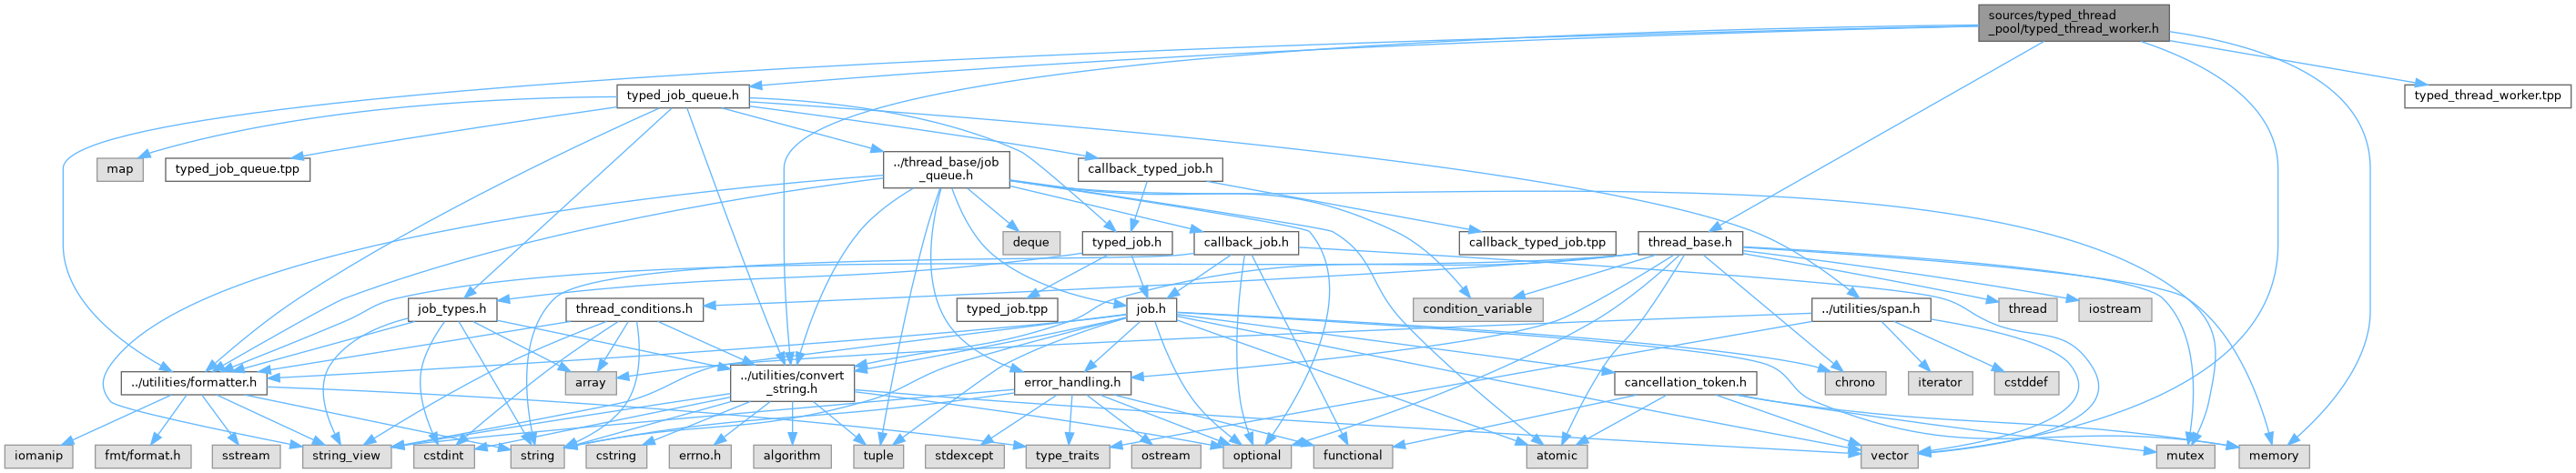 sources/typed_thread
_pool/typed_thread_worker.h
typed_job_queue.h
typed_thread_worker.tpp
map
typed_job_queue.tpp
../thread_base/job
_queue.h
callback_typed_job.h
deque
typed_job.h
callback_job.h
callback_typed_job.tpp
thread_base.h
job_types.h
thread_conditions.h
typed_job.tpp
job.h
condition_variable
../utilities/span.h
thread
iostream
../utilities/formatter.h
array
../utilities/convert
_string.h
error_handling.h
cancellation_token.h
chrono
iterator
cstddef
iomanip
fmt/format.h
sstream
string_view
cstdint
string
cstring
errno.h
algorithm
tuple
stdexcept
type_traits
ostream
optional
functional
atomic
vector
mutex
memory